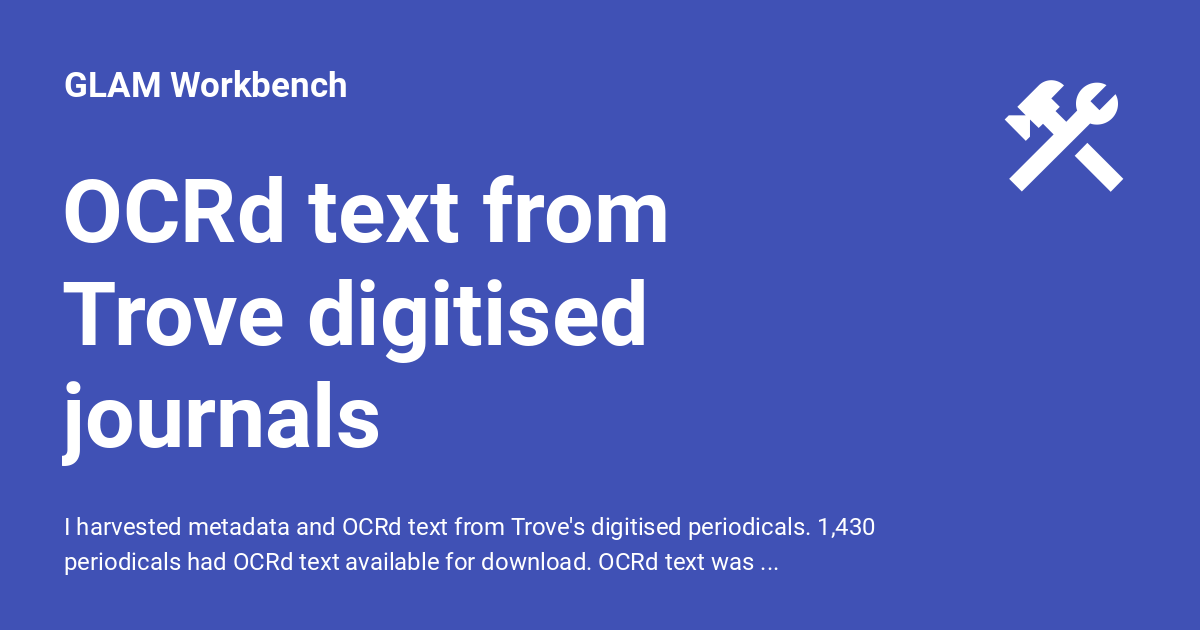 GLAM Workbench
OCRd text from
Trove digitised
journals
I harvested metadata and OCRd text from Trove's digitised periodicals. 1,430
periodicals had OCRd text available for download. OCRd text was ...